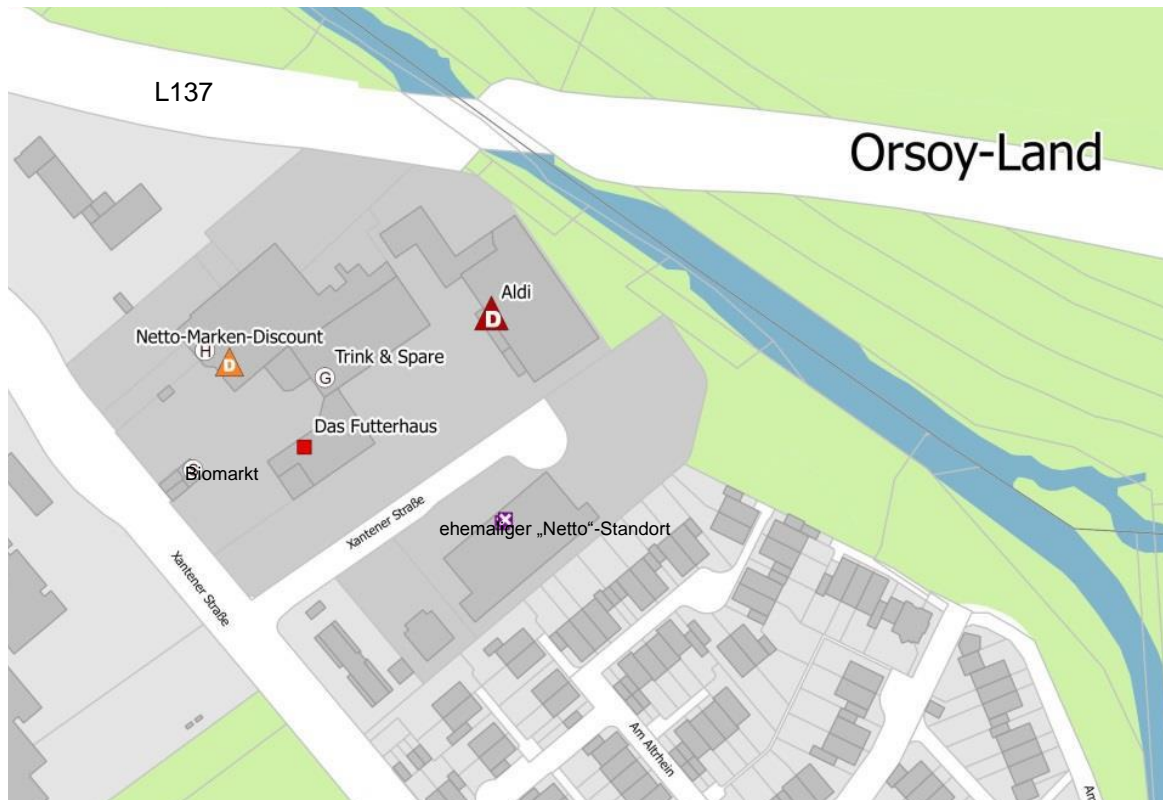 L137
Orsoy-Land
Aldi
D
Netto-Marken-Discount
H
D
Trink & Spare
G
Das Futterhaus
Biomarkt
Xantener Straße
ehemaliger „Netto“-Standort
Xantener Straße
Am Altrhein
Am